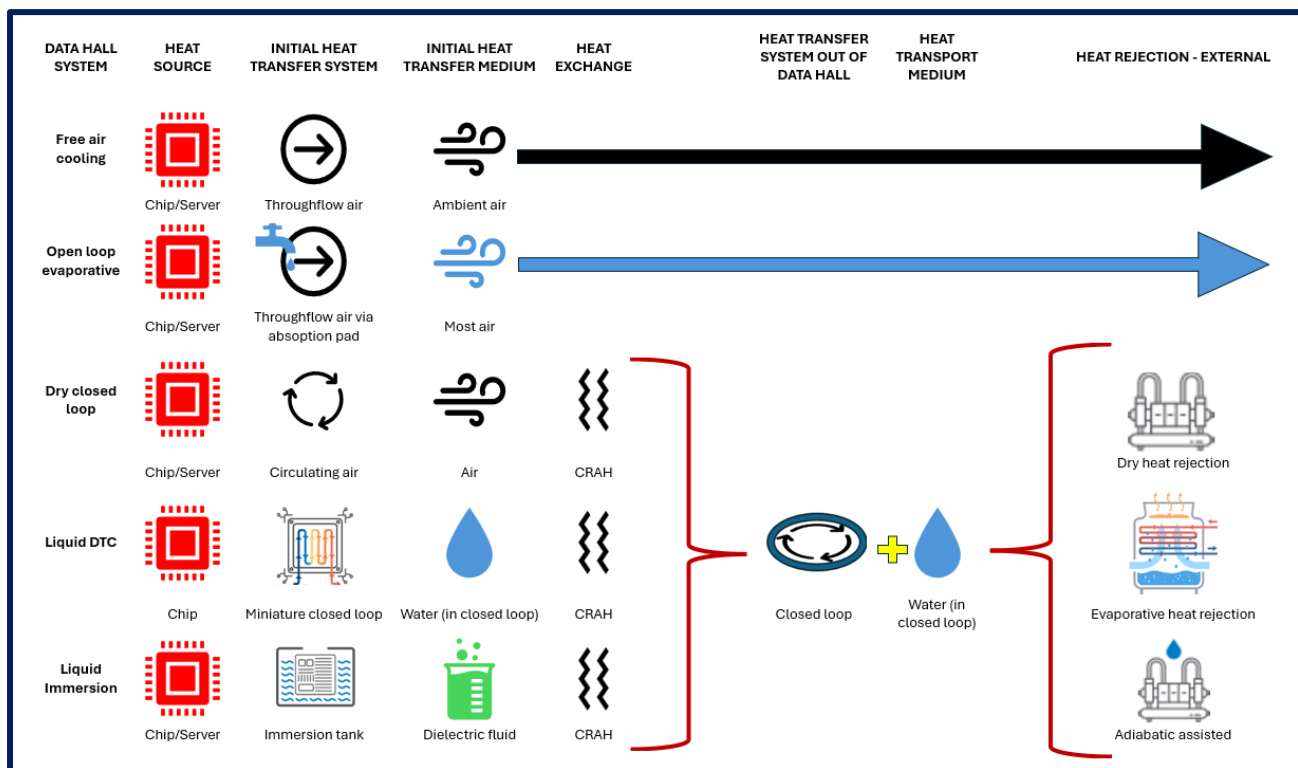 DATA HALL
SYSTEM
HEAT
SOURCE
INITIAL HEAT
TRANSFER SYSTEM
INITIAL HEAT
TRANSFER MEDIUM
HEAT
EXCHANGE
HEAT TRANSFER
SYSTEM OUT OF
DATA HALL
HEAT
TRANSPORT
MEDIUM
HEAT REJECTION - EXTERNAL
Free air
cooling
Chip/Server
Throughflow air
Ambient air
Open loop
evaporative
Chip/Server
Throughflow air via
absoption pad
Most air
Dry closed
loop
Chip/Server
Circulating air
Air
CRAH
Dry heat rejection
Liquid DTC
Chip
Miniature closed loop
Water (in closed loop)
CRAH
Closed loop
Water (in
closed loop)
Evaporative heat rejection
Liquid
Immersion
Chip/Server
Immersion tank
Dielectric fluid
CRAH
Adiabatic assisted